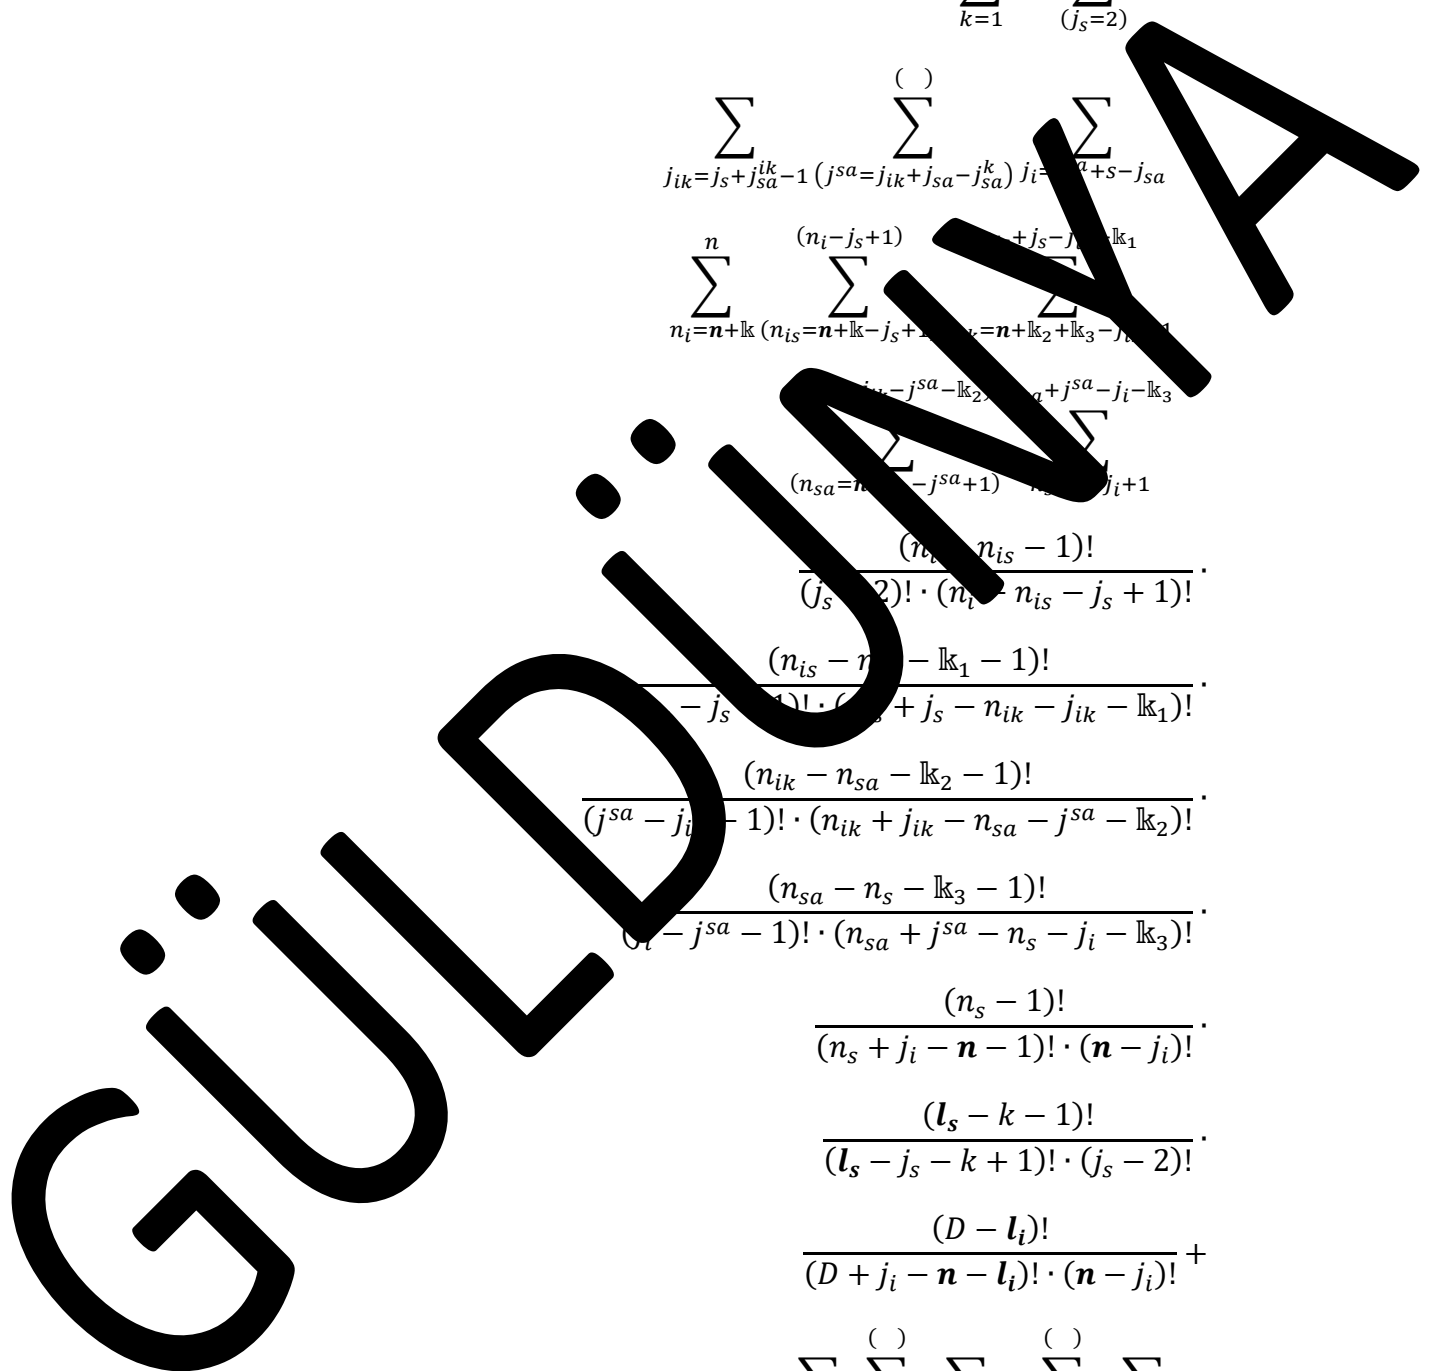 k=1 (j_s=2)
( )
∑ ∑ ∑
j_{ik}=j_s+j_{sa}^{ik}−1 (j^{sa}=j_{ik}+j_{sa}−j_{sa}^{k}) +s−j_{sa}
n (n_i−j_s+1) +j_s− 𝕜_1
∑ ∑ ∑
n_i=𝒏+𝕜 (n_{is}=𝒏+𝕜−j_s+1 =𝒏+𝕜_2+𝕜_3−
−j^{sa}−𝕜_2 +j^{sa}−j_i−𝕜_3
∑ ∑
(n_{sa}= −j^{sa}+1) j_i+1
n_{is} − 1)!
(j_s 2)! · (n_i − n_{is} − j_s + 1)! ·
(n_{is} − − 𝕜_1 − 1)!
− j_s )! · ( + j_s − n_{ik} − j_{ik} − 𝕜_1)! ·
(n_{ik} − n_{sa} − 𝕜_2 − 1)!
(j^{sa} − − 1)! · (n_{ik} + j_{ik} − n_{sa} − j^{sa} − 𝕜_2)! ·
(n_{sa} − n_s − 𝕜_3 − 1)!
− j^{sa} − 1)! · (n_{sa} + j^{sa} − n_s − j_i − 𝕜_3)! ·
(n_s − 1)!
(n_s + j_i − 𝒏 − 1)! · (𝒏 − j_i)! ·
(𝒍_𝒔 − k − 1)!
(𝒍_𝒔 − j_s − k + 1)! · (j_s − 2)! ·
(D − 𝒍_𝒊)!
(D + j_i − 𝒏 − 𝒍_𝒊)! · (𝒏 − j_i)! +
( ) ( )
∑ ∑ ∑ ∑ ∑
GÜLDÜNYA